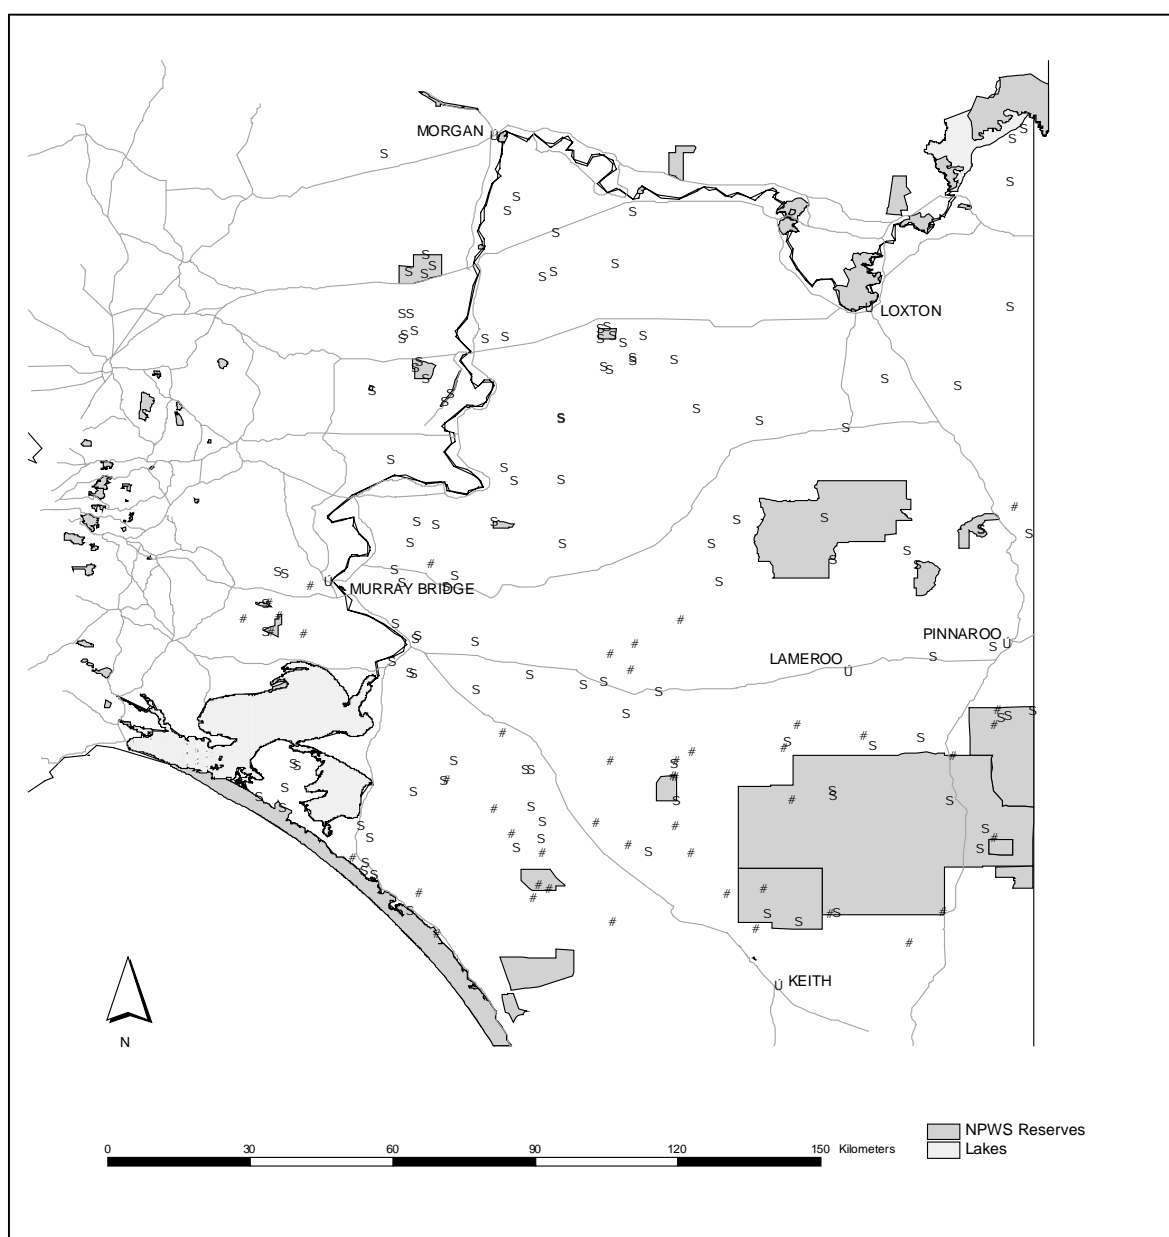 MORGAN
LOXTON
MURRAY BRIDGE
PINNAROO
LAMEROO
KEITH
N
0 30 60 90 120 150 Kilometers
NPWS Reserves
Lakes